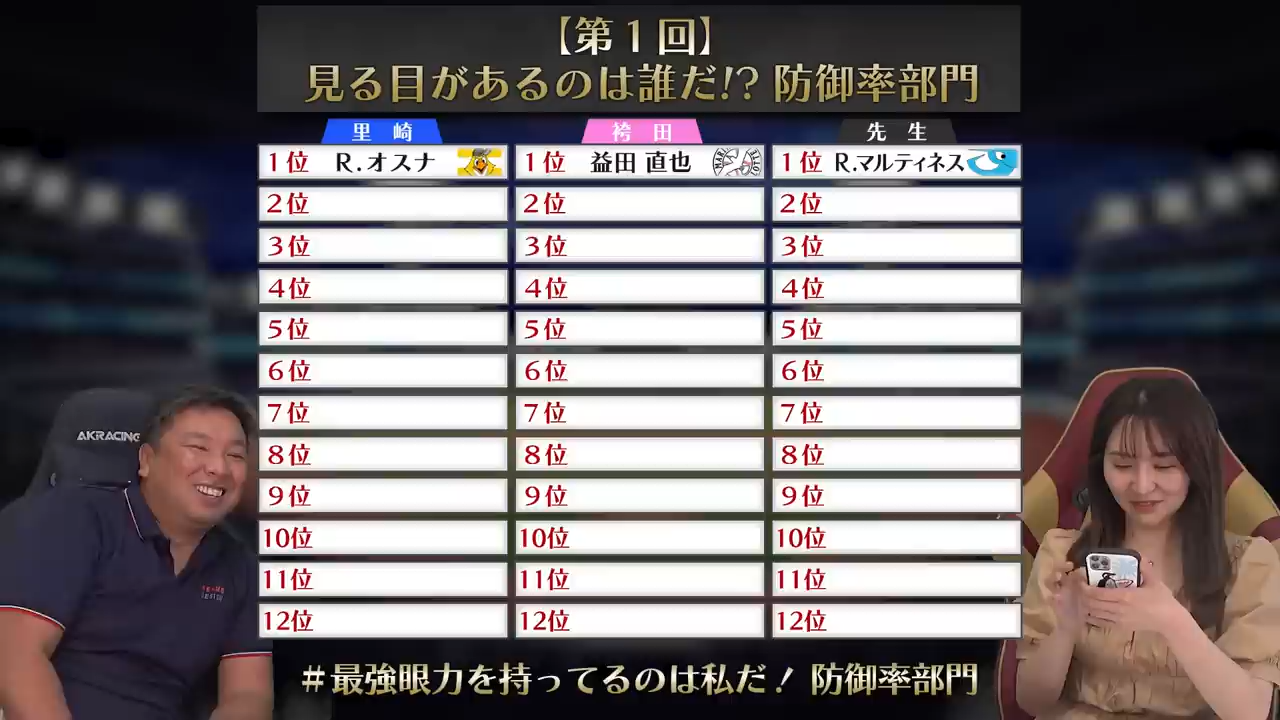 【第1回】
見る目があるのは誰だ!? 防御率部門
里 崎
袴 田
先 生
1位 R.オスナ
1位 益田 直也
1位 R.マルティネス
2位
2位
2位
3位
3位
3位
4位
4位
4位
5位
5位
5位
6位
6位
6位
7位
7位
7位
8位
8位
8位
9位
9位
9位
10位
10位
10位
11位
11位
11位
12位
12位
12位
AKRACING
#最強眼力を持ってるのは私だ! 防御率部門